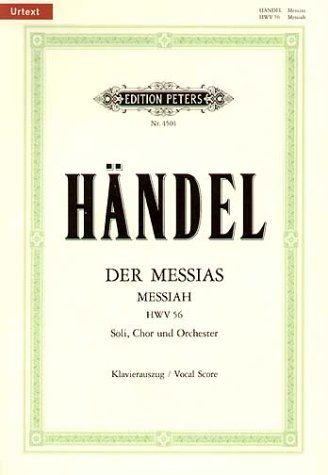 Urtext
HÄNDEL Messias
HWV 56 Messiah
EDITION PETERS
Nr. 4501
HÄNDEL
DER MESSIAS
MESSIAH
HWV 56
Soli, Chor und Orchester
Klavierauszug / Vocal Score